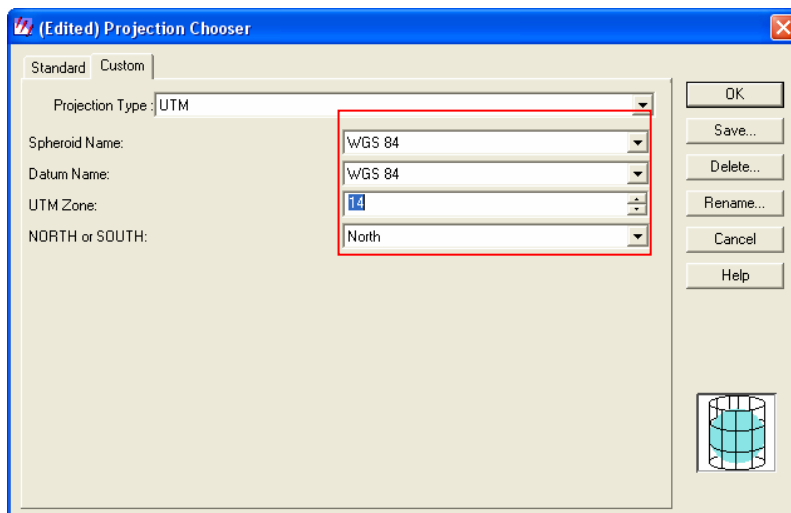 (Edited) Projection Chooser
Standard Custom
Projection Type : UTM
Spheroid Name: WGS 84
Datum Name: WGS 84
UTM Zone: 14
NORTH or SOUTH: North
OK
Save...
Delete...
Rename...
Cancel
Help